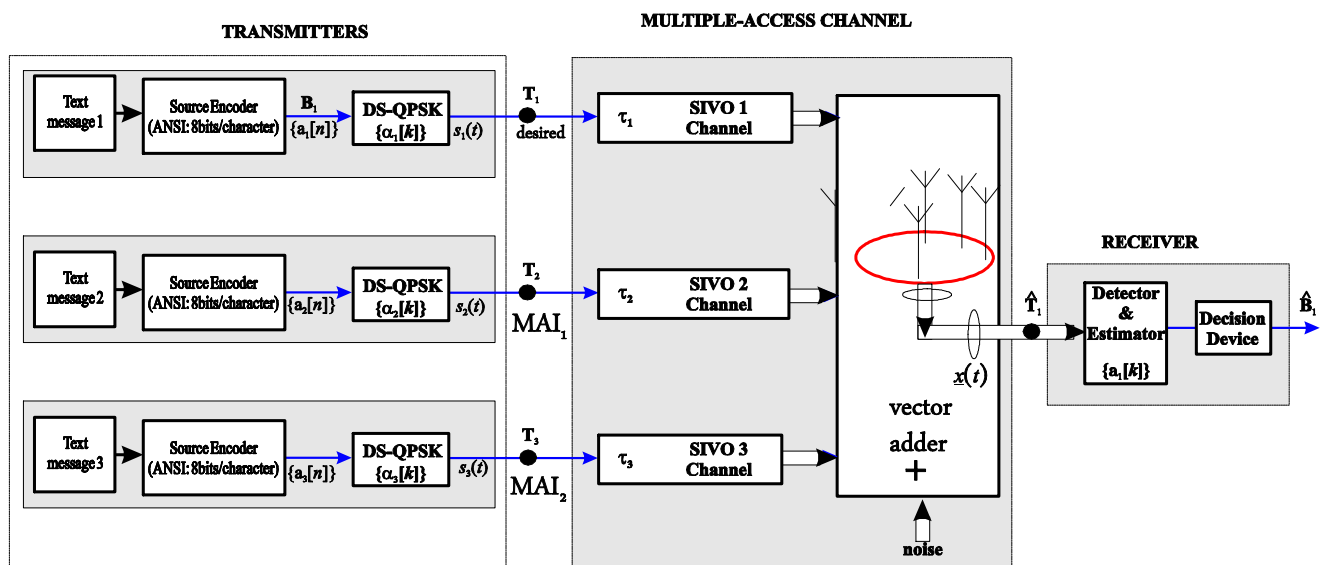 TRANSMITTERS
MULTIPLE-ACCESS CHANNEL
Text
message 1
Source Encoder
(ANSI: 8bits/character)
B₁
{a₁[n]}
DS-QPSK
{α₁[k]}
s₁(t)
T₁
desired
τ₁
SIVO 1
Channel
Text
message 2
Source Encoder
(ANSI: 8bits/character)
{a₂[n]}
DS-QPSK
{α₂[k]}
s₂(t)
T₂
MAI₁
τ₂
SIVO 2
Channel
Text
message 3
Source Encoder
(ANSI: 8bits/character)
{a₃[n]}
DS-QPSK
{α₃[k]}
s₃(t)
T₃
MAI₂
τ₃
SIVO 3
Channel
x(t)
vector
adder
+
noise
RECEIVER
T̂₁
Detector
&
Estimator
{a₁[k]}
Decision
Device
B̂₁